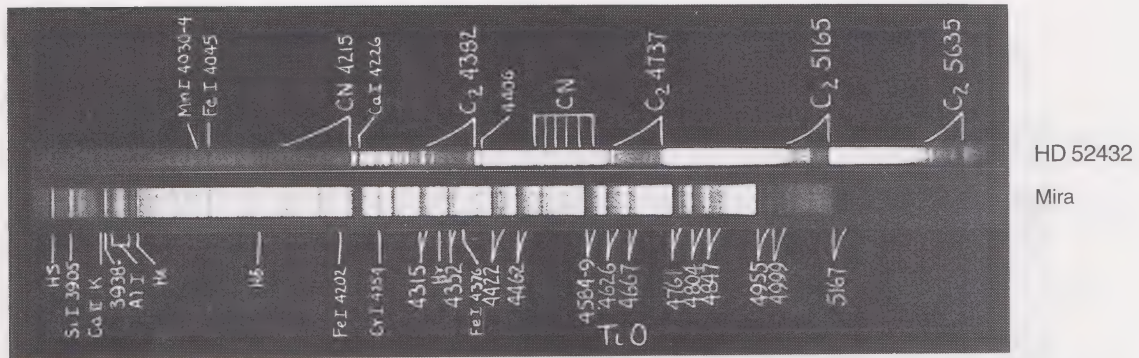 Mn I 4030-4
Fe I 4045
CN 4215
Ca I 4226
C₂ 4382
4406
CN
C₂ 4737
C₂ 5165
C₂ 5635
HD 52432
Mira
Si I 3905
Ca II K
3938
Al I
Hδ
Fe I 4202
Cr I 4254
4315
Hγ
4352
Fe I 4376
4422
4462
4584-9
4626
4667
4761
4804
4847
4955
4999
5167
TiO